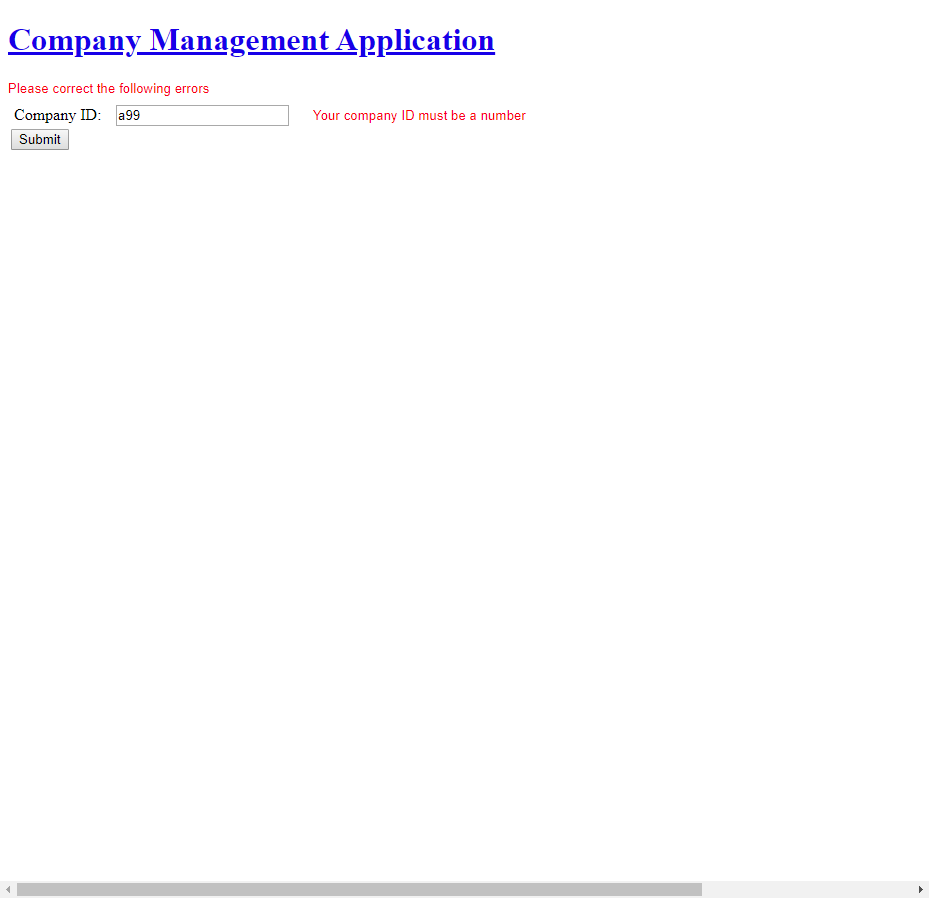 Company Management Application
Please correct the following errors
Company ID: a99 Your company ID must be a number
Submit